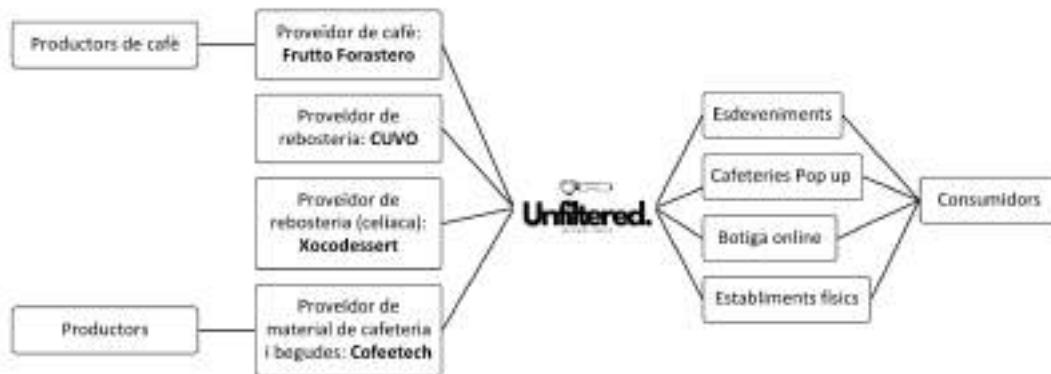 Productors de cafè
Proveïdor de cafè:
Frutto Forastero
Proveïdor de
rebosteria: CUVO
Proveïdor de
rebosteria (celíaca):
Xocodessert
Productors
Proveïdor de
material de cafeteria
i begudes: Cofeetech
Unfiltered.
Esdeveniments
Cafeteries Pop up
Botiga online
Establiments físics
Consumidors